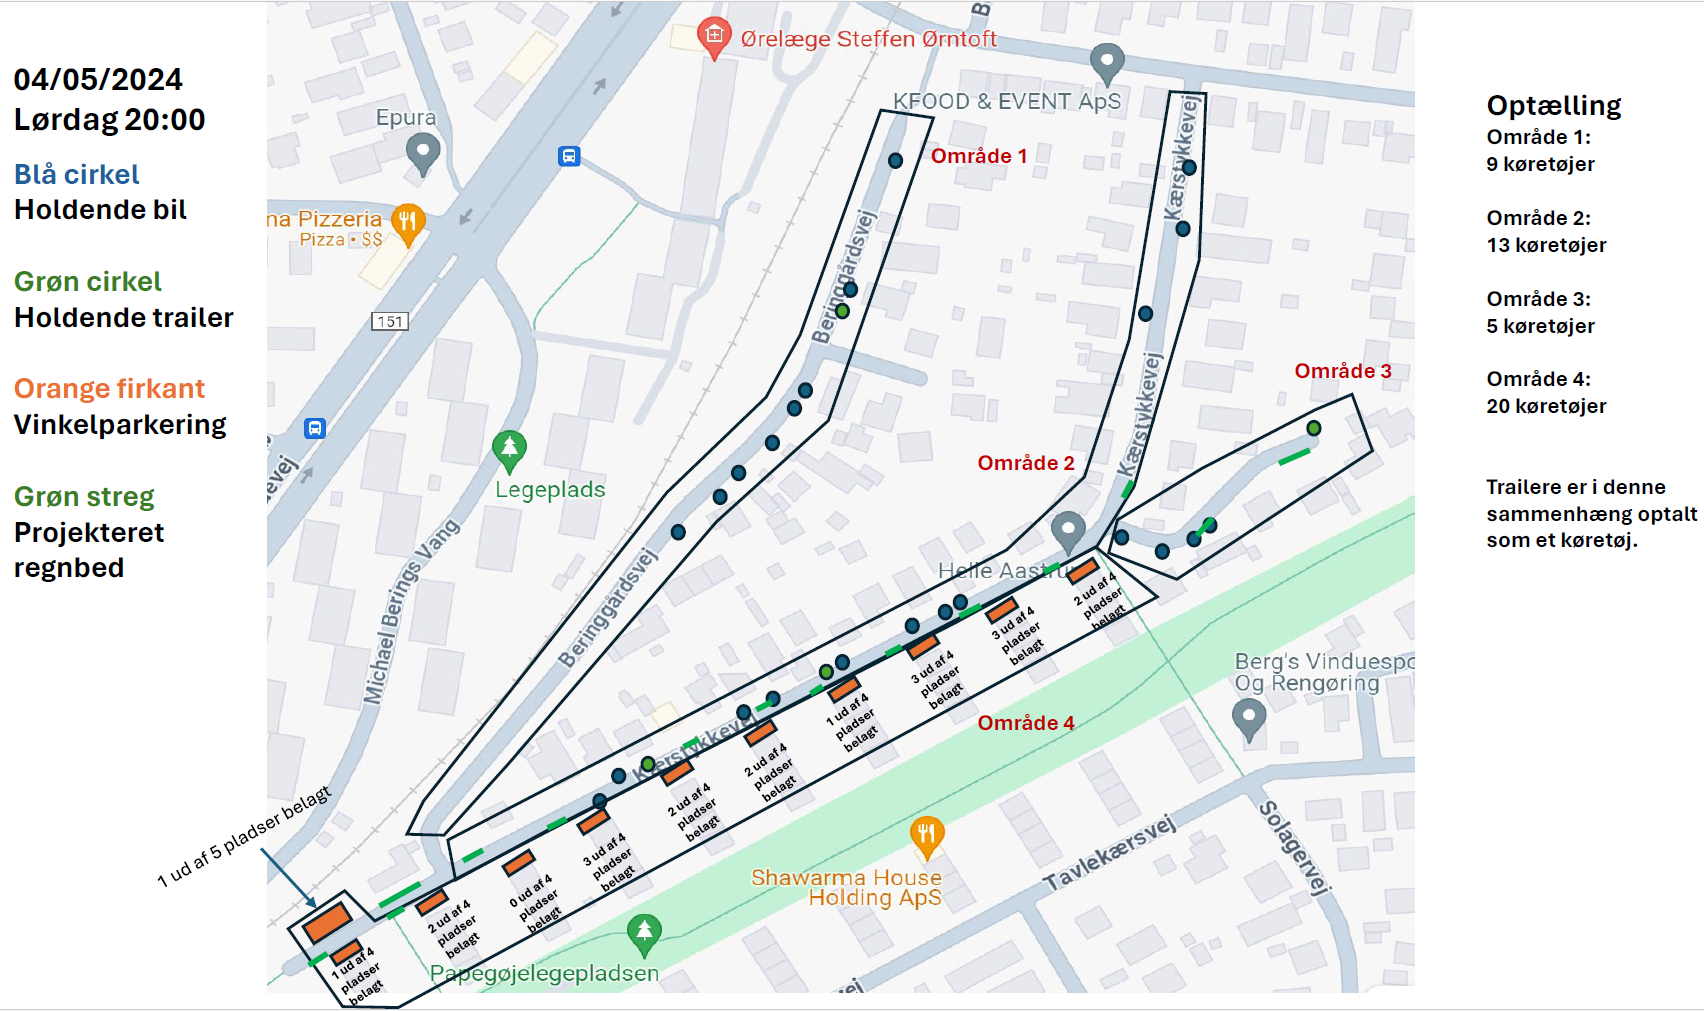 04/05/2024
Lørdag 20:00
Blå cirkel
Holdende bil
Grøn cirkel
Holdende trailer
Orange firkant
Vinkelparkering
Grøn streg
Projekteret
regnbed
Ørelæge Steffen Ørntoft
KFOOD & EVENT ApS
Epura
na Pizzeria
Pizza • $$
151
Legeplads
Michael Berings Vang
Beringgårdsvej
Beringgårdsvej
Kærstykkevej
Kærstykkevej
Område 1
Område 2
Område 3
Område 4
Helle Aastru
Kærstykkevej
Berg's Vinduespo
Og Rengøring
Shawarma House
Holding ApS
Papegøjelegepladsen
Tavlekærsvej
Solagervej
1 ud af 5 pladser belagt
1 ud af 4
pladser
belagt
2 ud af 4
pladser
belagt
0 ud af 4
pladser
belagt
3 ud af 4
pladser
belagt
2 ud af 4
pladser
belagt
2 ud af 4
pladser
belagt
1 ud af 4
pladser
belagt
3 ud af 4
pladser
belagt
3 ud af 4
pladser
belagt
2 ud af 4
pladser
belagt
Optælling
Område 1:
9 køretøjer
Område 2:
13 køretøjer
Område 3:
5 køretøjer
Område 4:
20 køretøjer
Trailere er i denne
sammenhæng optalt
som et køretøj.